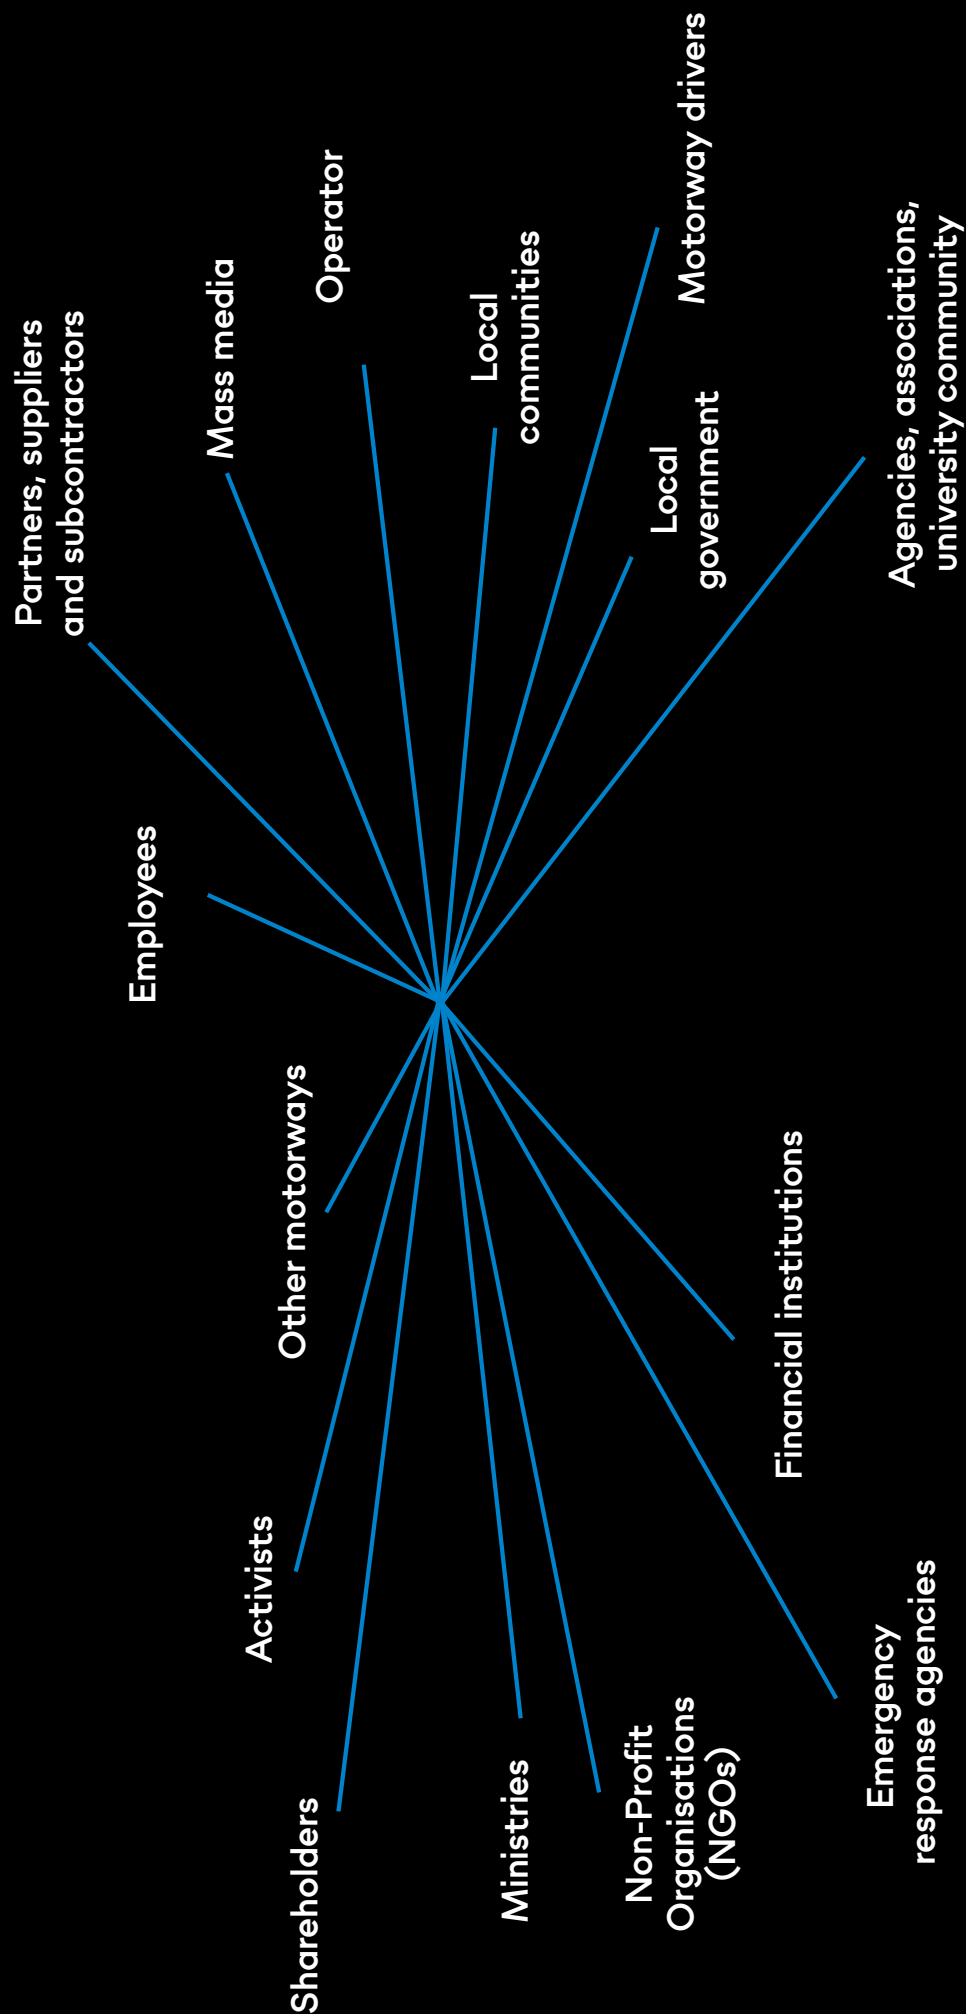 Partners, suppliers
and subcontractors
Employees
Mass media
Other motorways
Operator
Activists
Shareholders
Local
communities
Ministries
Motorway drivers
Local
government
Non-Profit
Organisations
(NGOs)
Financial institutions
Agencies, associations,
university community
Emergency
response agencies